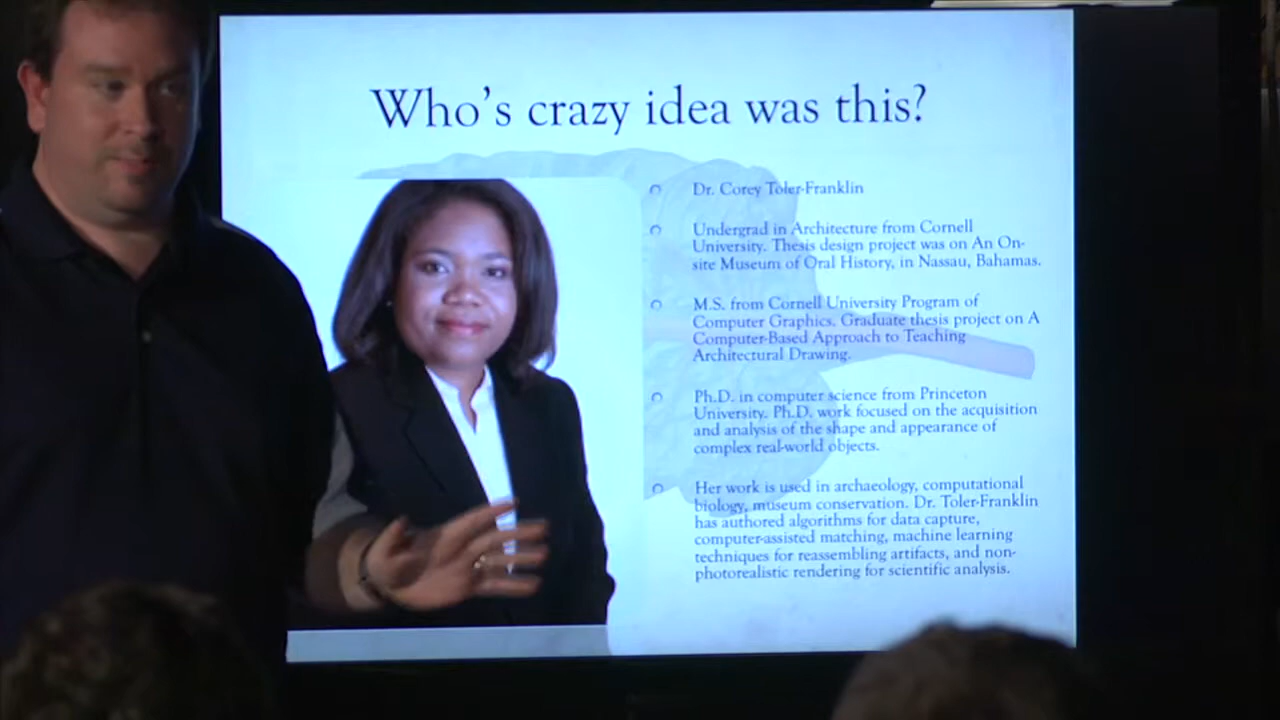 Who's crazy idea was this?
Dr. Corey Toler-Franklin
Undergrad in Architecture from Cornell
University. Thesis design project was on An On-
site Museum of Oral History, in Nassau, Bahamas.
M.S. from Cornell University Program of
Computer Graphics. Graduate thesis project on A
Computer-Based Approach to Teaching
Architectural Drawing.
Ph.D. in computer science from Princeton
University. Ph.D. work focused on the acquisition
and analysis of the shape and appearance of
complex real-world objects.
Her work is used in archaeology, computational
biology, museum conservation. Dr. Toler-Franklin
has authored algorithms for data capture,
computer-assisted matching, machine learning
techniques for reassembling artifacts, and non-
photorealistic rendering for scientific analysis.